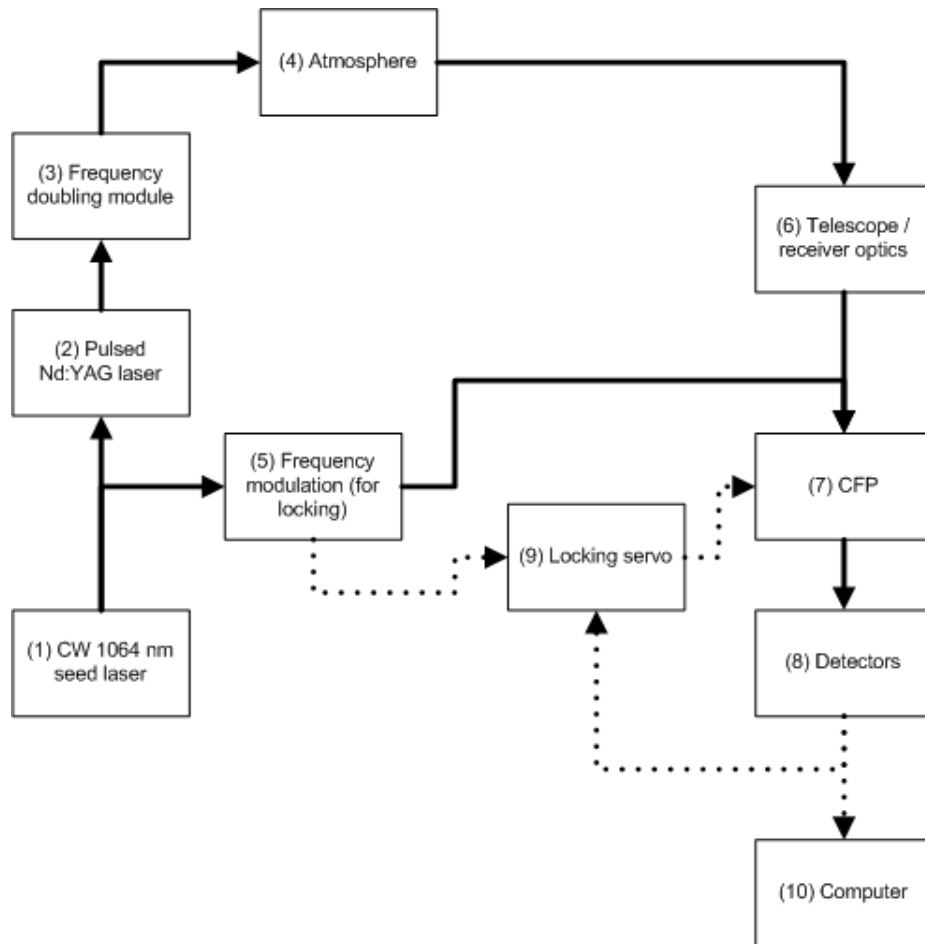 (4) Atmosphere
(3) Frequency
doubling module
(6) Telescope /
receiver optics
(2) Pulsed
Nd:YAG laser
(5) Frequency
modulation (for
locking)
(7) CFP
(9) Locking servo
(1) CW 1064 nm
seed laser
(8) Detectors
(10) Computer